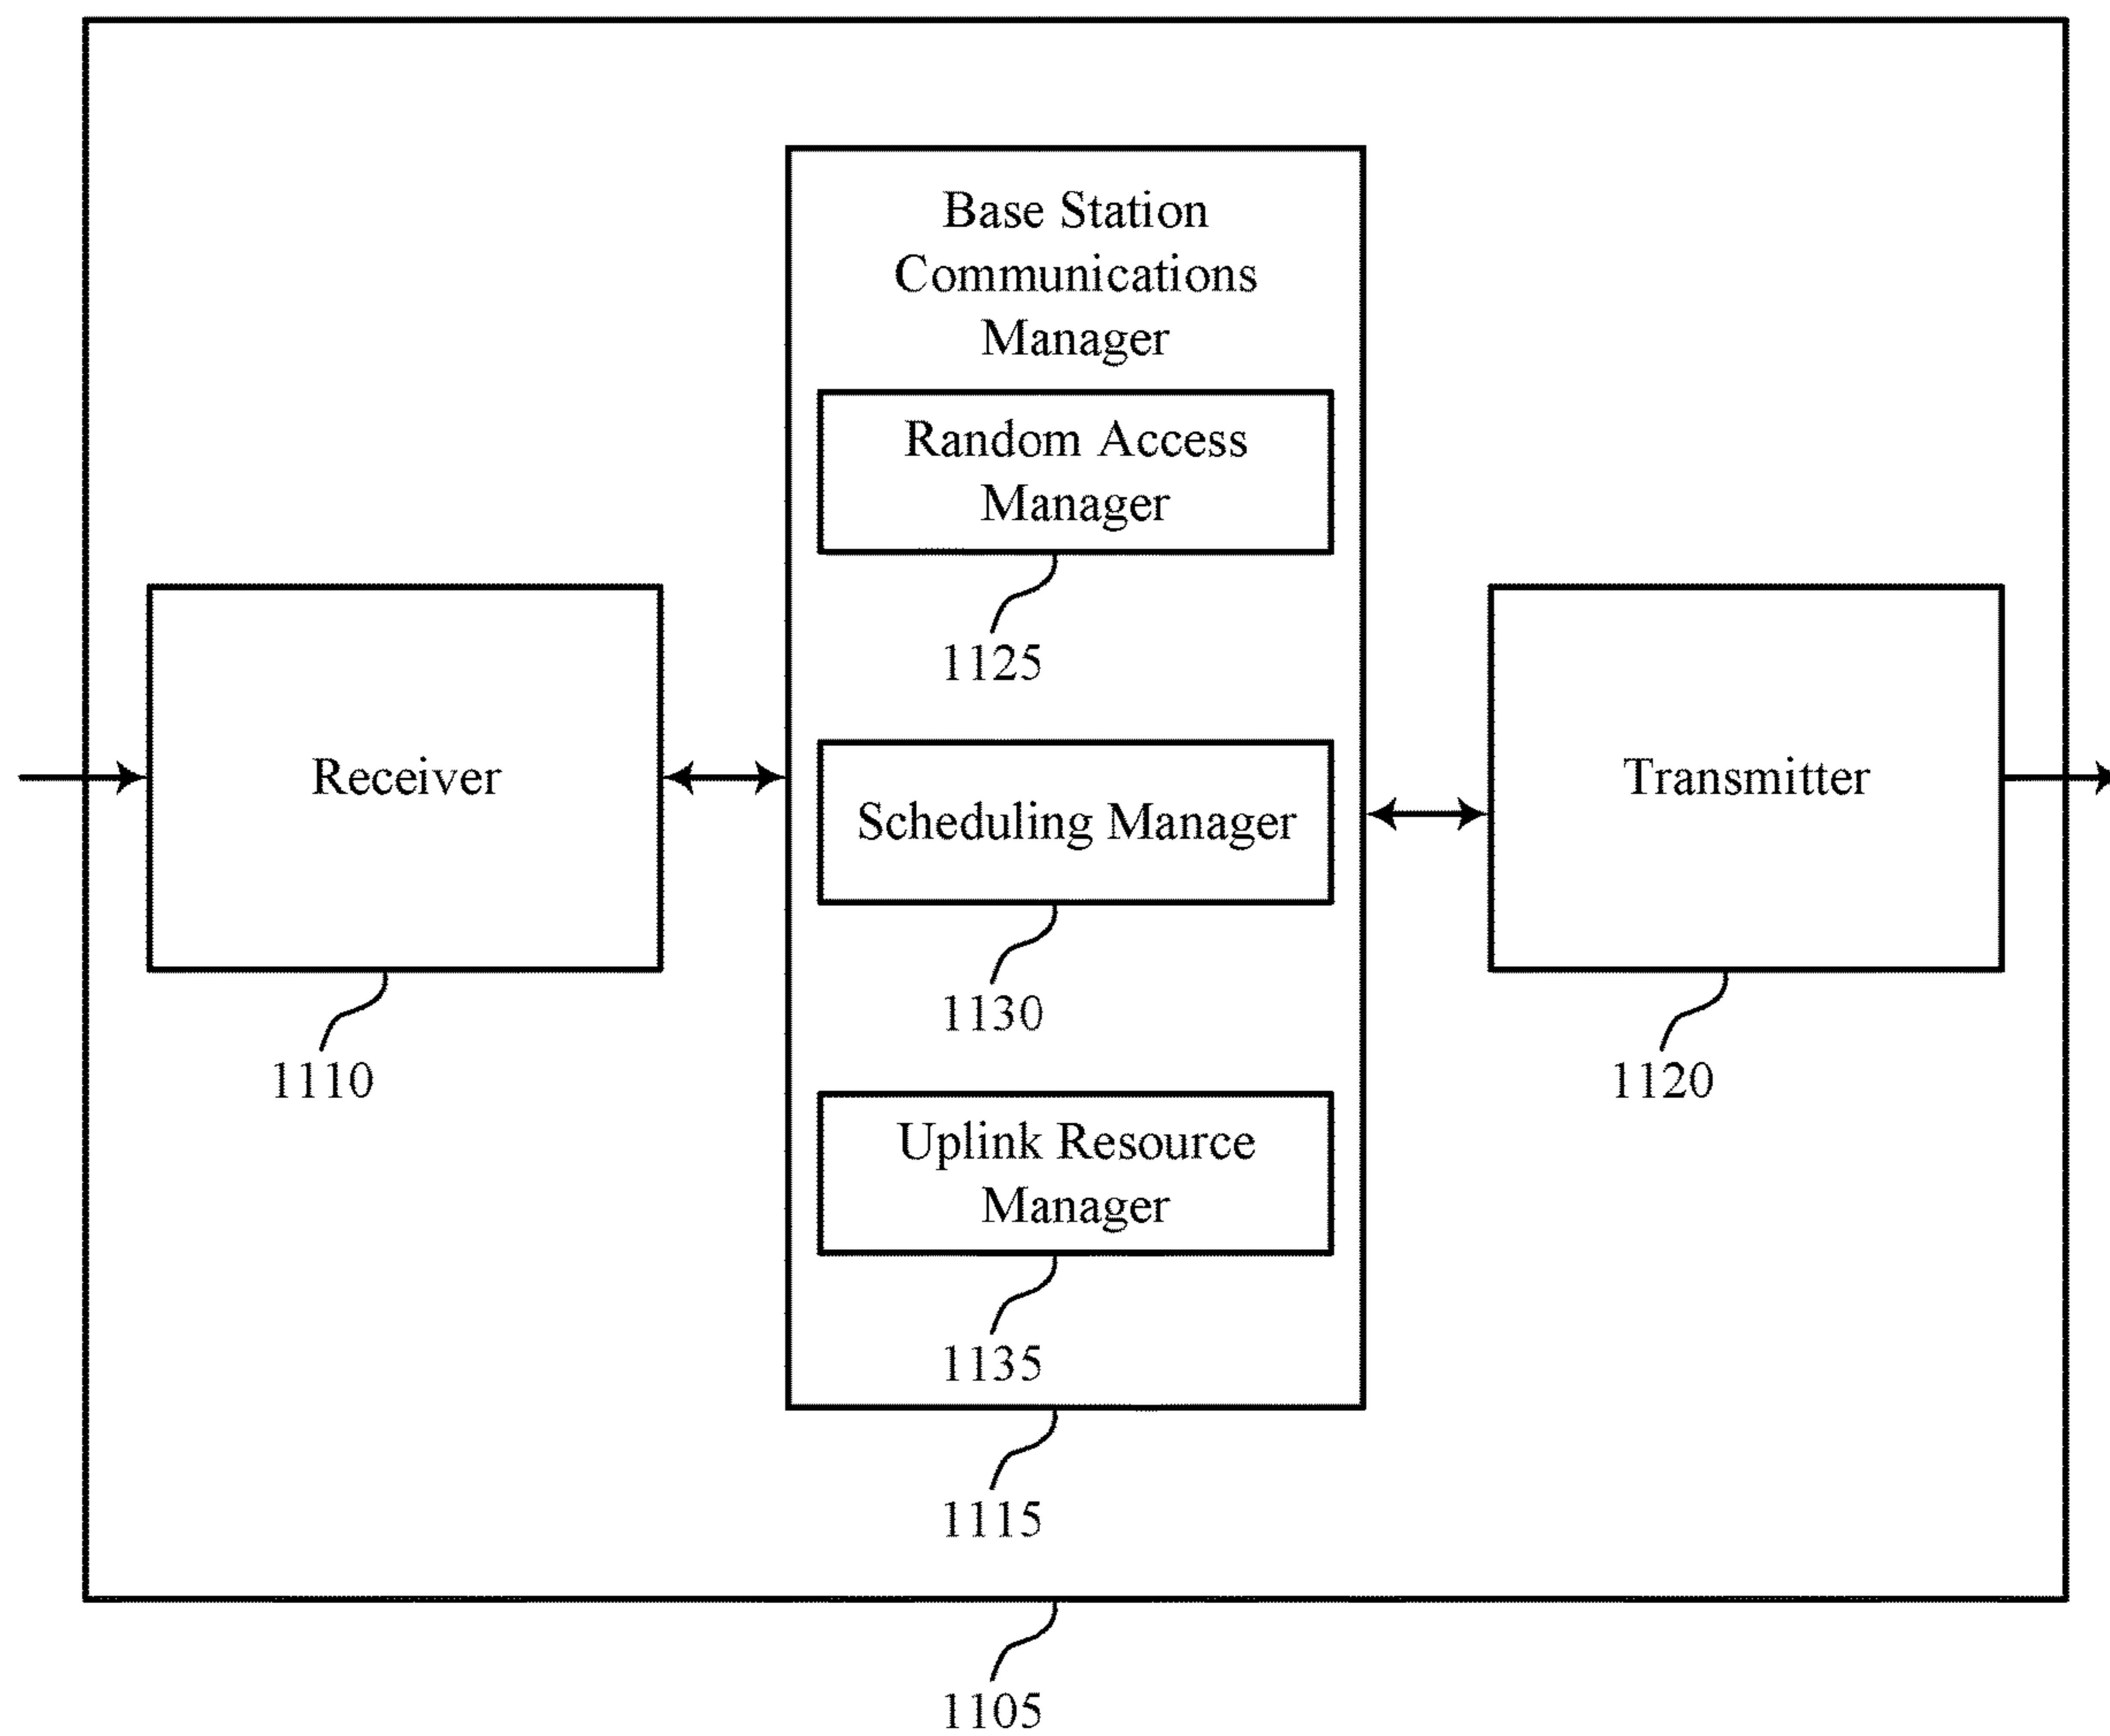 Base Station
Communications
Manager
Random Access
Manager
1125
Receiver
1110
Scheduling Manager
1130
Transmitter
1120
Uplink Resource
Manager
1135
1115
1105